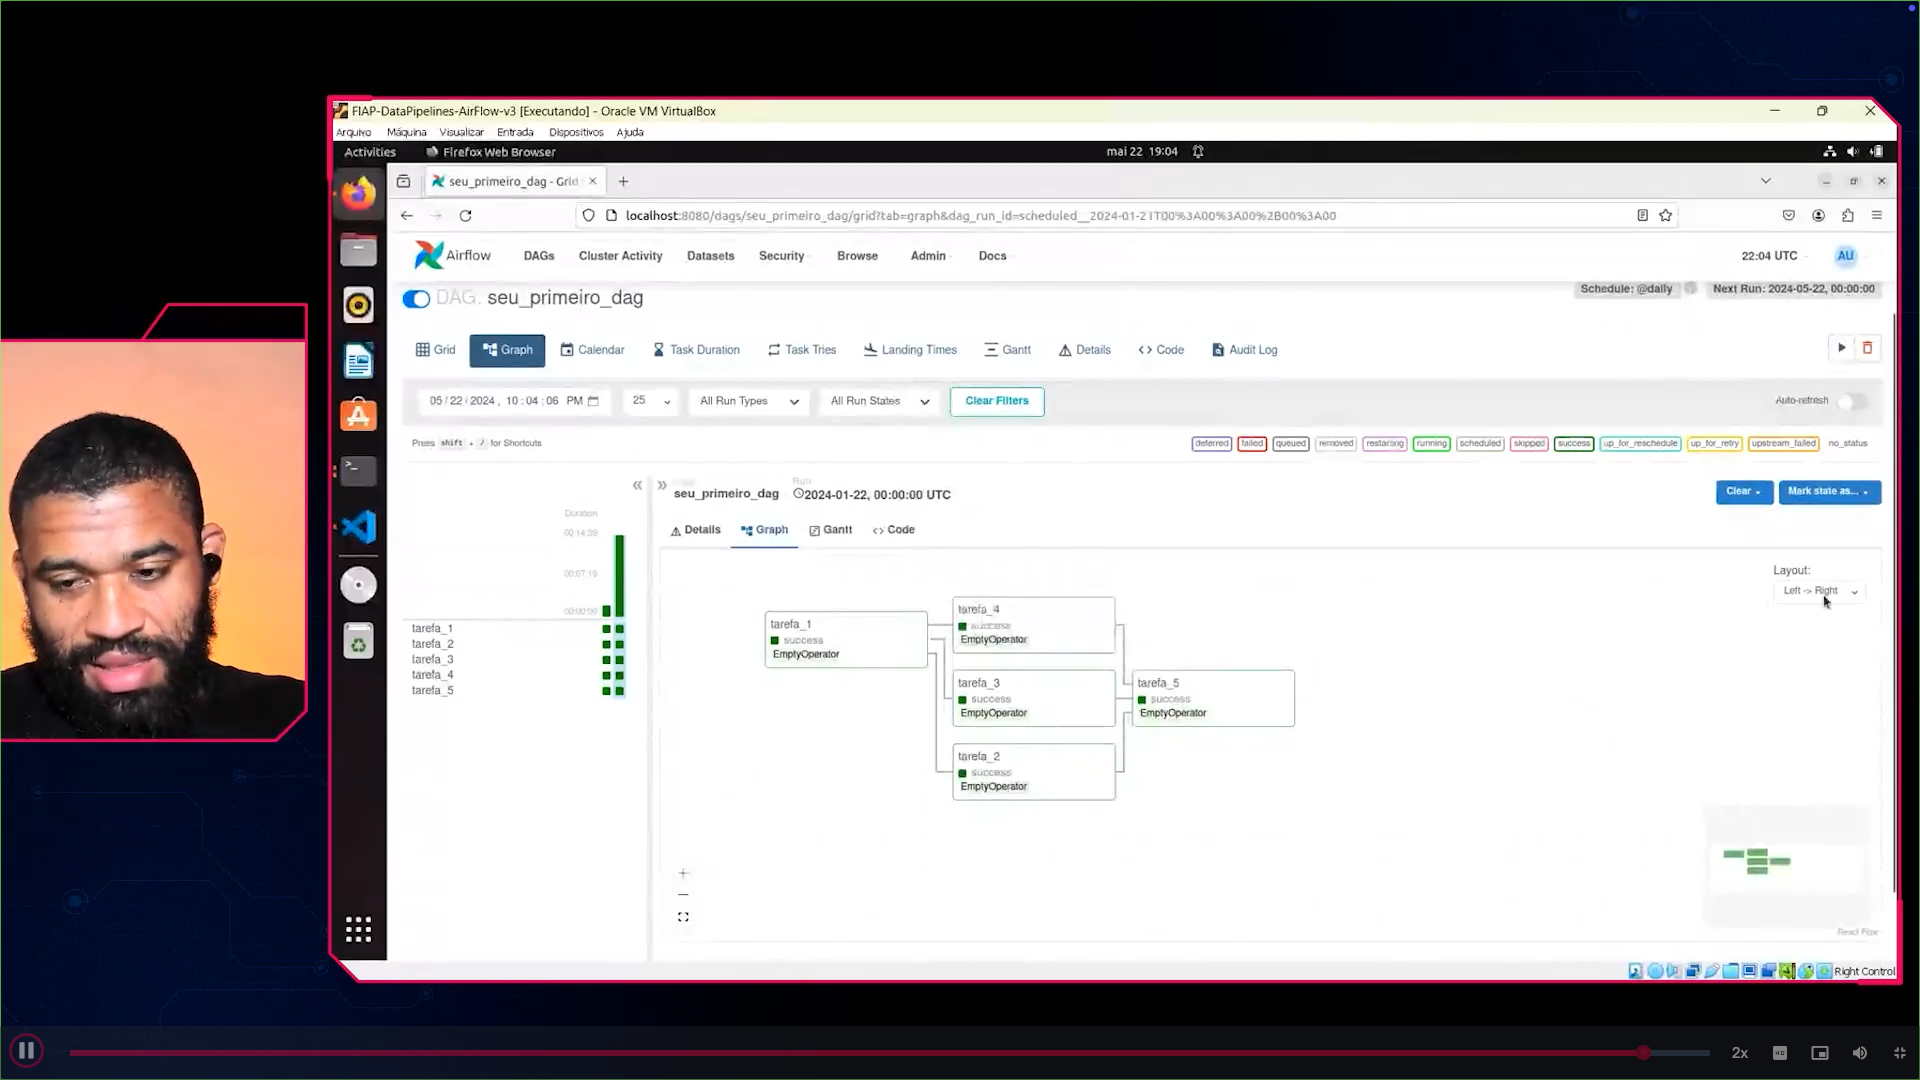 FIAP-DataPipelines-AirFlow-v3 [Executando] - Oracle VM VirtualBox
Arquivo Máquina Visualizar Entrada Dispositivos Ajuda
Activities Firefox Web Browser mai 22 19:04
seu_primeiro_dag - Grid
localhost:8080/dags/seu_primeiro_dag/grid?tab=graph&dag_run_id=scheduled__2024-01-21T00%3A00%3A00%2B00%3A00
Airflow DAGs Cluster Activity Datasets Security Browse Admin Docs 22:04 UTC AU
DAG: seu_primeiro_dag Schedule: @daily Next Run: 2024-05-22, 00:00:00
Grid Graph Calendar Task Duration Task Tries Landing Times Gantt Details <> Code Audit Log
05/22/2024, 10:04:06 PM 25 All Run Types All Run States Clear Filters Auto-refresh
Press shift + / for Shortcuts deferred failed queued removed restarting running scheduled skipped success up_for_reschedule up_for_retry upstream_failed no_status
Run
seu_primeiro_dag 2024-01-22, 00:00:00 UTC Clear Mark state as...
Details Graph Gantt <> Code
Duration
00:14:39
00:07:19
00:00:00
tarefa_1
tarefa_2
tarefa_3
tarefa_4
tarefa_5
Layout:
Left -> Right
tarefa_1
success
EmptyOperator
tarefa_4
success
EmptyOperator
tarefa_3
success
EmptyOperator
tarefa_2
success
EmptyOperator
tarefa_5
success
EmptyOperator
React Flow
Right Control
2x
HD